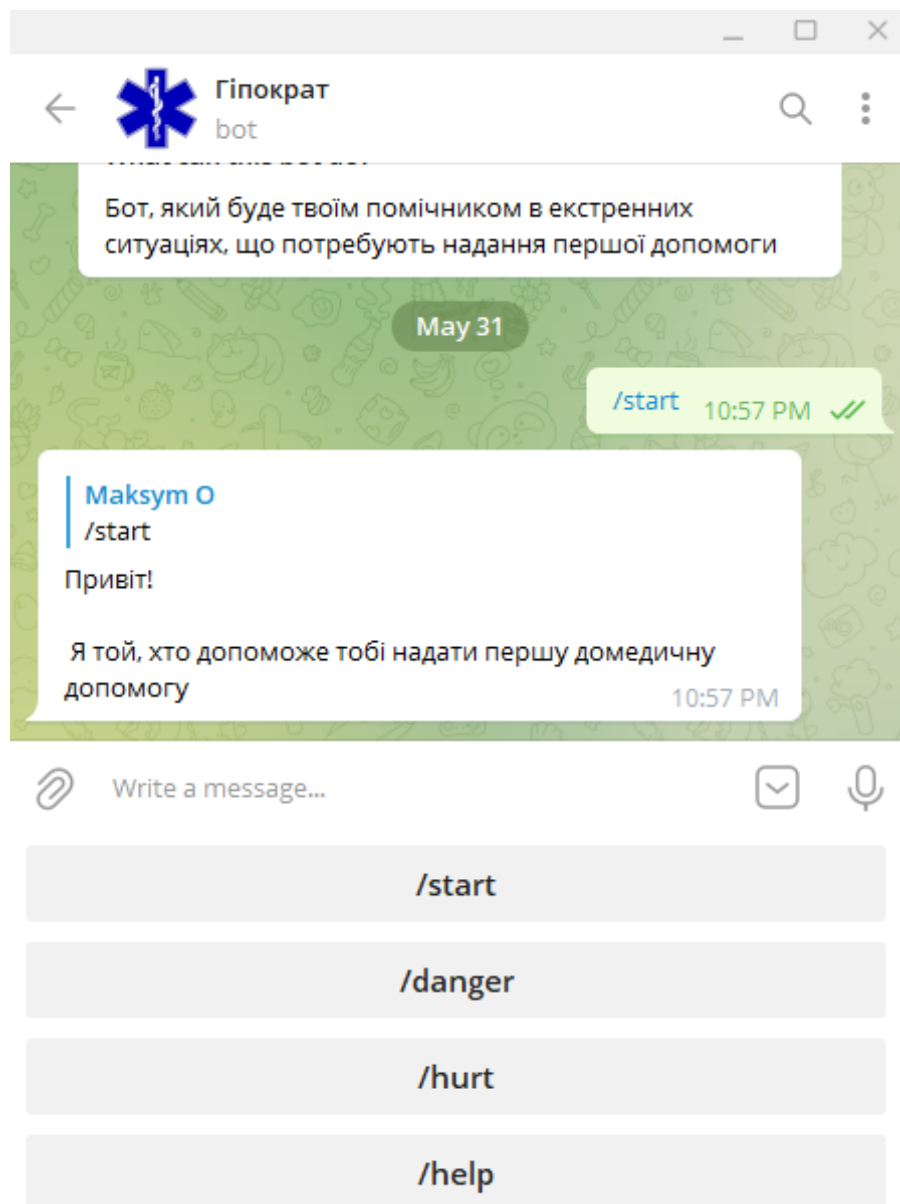 Гіпократ
bot
Бот, який буде твоїм помічником в екстренних
ситуаціях, що потребують надання першої допомоги
May 31
/start 10:57 PM
Maksym O
/start
Привіт!
Я той, хто допоможе тобі надати першу домедичну
допомогу
10:57 PM
Write a message...
/start
/danger
/hurt
/help